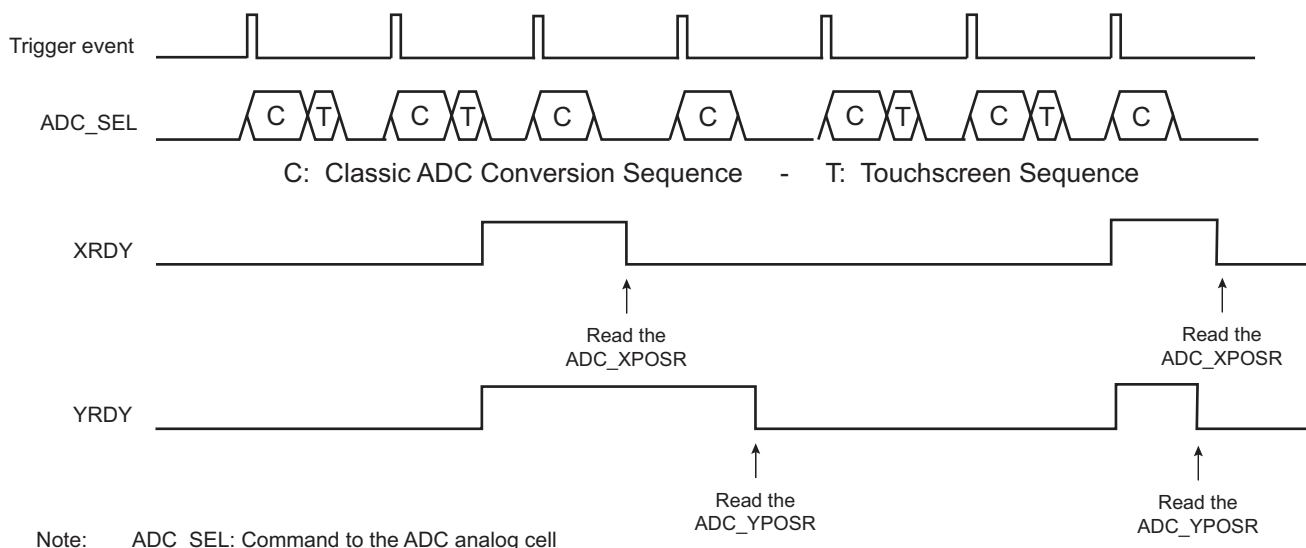 Trigger event
ADC_SEL
C T C T C C C T C T C
C: Classic ADC Conversion Sequence - T: Touchscreen Sequence
XRDY
Read the
ADC_XPOSR
Read the
ADC_XPOSR
YRDY
Read the
ADC_YPOSR
Read the
ADC_YPOSR
Note: ADC_SEL: Command to the ADC analog cell